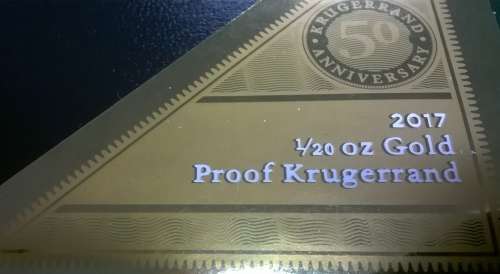 KRUGERRAND
50
ANNIVERSARY
2017
1/20 oz Gold
Proof Krugerrand